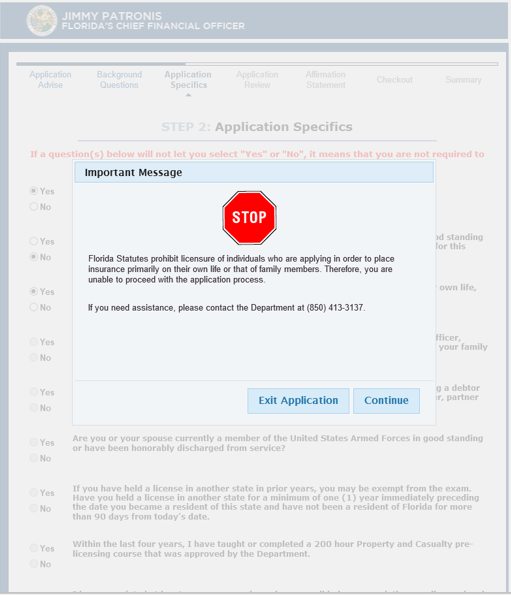 JIMMY PATRONIS
FLORIDA'S CHIEF FINANCIAL OFFICER
Application Advise
Background Questions
Application Specifics
Application Review
Affirmation Statement
Checkout
Summary
STEP 2: Application Specifics
If a question(s) below will not let you select "Yes" or "No", it means that you are not required to
Important Message
STOP
Florida Statutes prohibit licensure of individuals who are applying in order to place
insurance primarily on their own life or that of family members. Therefore, you are
unable to proceed with the application process.
If you need assistance, please contact the Department at (850) 413-3137.
Exit Application
Continue
Yes
No
Yes
d standing
for this
No
Yes
own life,
No
Yes
fficer,
your family
No
Yes
g a debtor
r, partner
No
Yes
Are you or your spouse currently a member of the United States Armed Forces in good standing
or have been honorably discharged from service?
No
Yes
If you have held a license in another state in prior years, you may be exempt from the exam.
Have you held a license in another state for a minimum of one (1) year immediately preceding
the date you became a resident of this state and have not been a resident of Florida for more
than 90 days from today's date.
No
Yes
Within the last four years, I have taught or completed a 200 hour Property and Casualty pre-
licensing course that was approved by the Department.
No